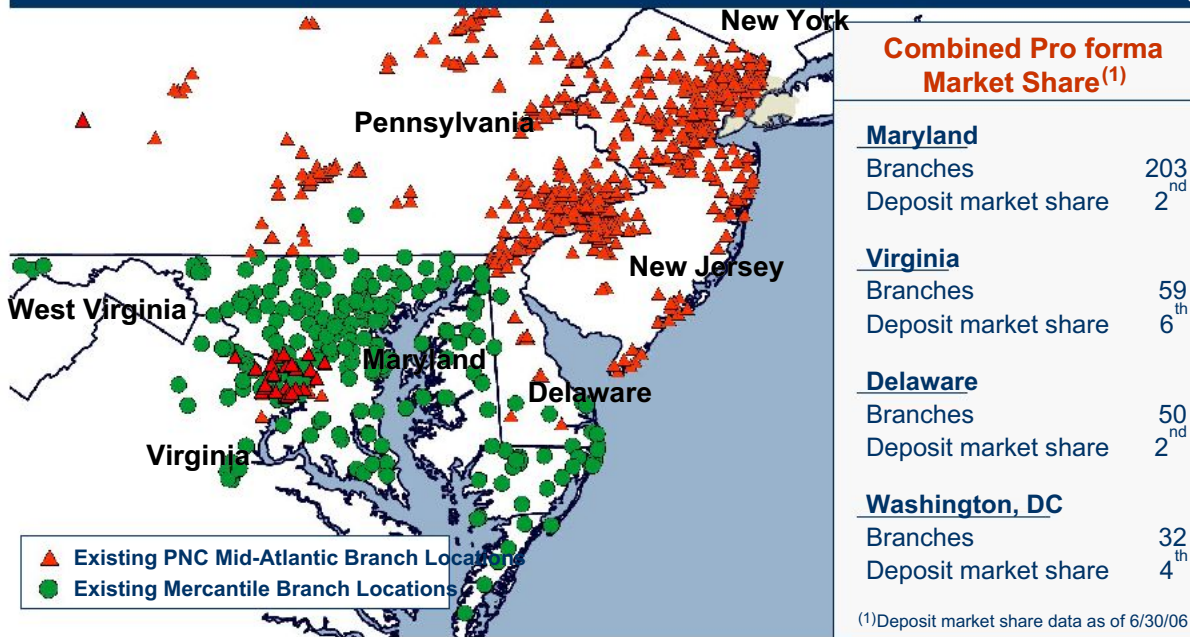 New York
Pennsylvania
New Jersey
West Virginia
Maryland
Delaware
Virginia
Existing PNC Mid-Atlantic Branch Locations
Existing Mercantile Branch Locations
Combined Pro forma
Market Share(1)
Maryland
Branches 203
Deposit market share 2nd
Virginia
Branches 59
Deposit market share 6th
Delaware
Branches 50
Deposit market share 2nd
Washington, DC
Branches 32
Deposit market share 4th
(1)Deposit market share data as of 6/30/06